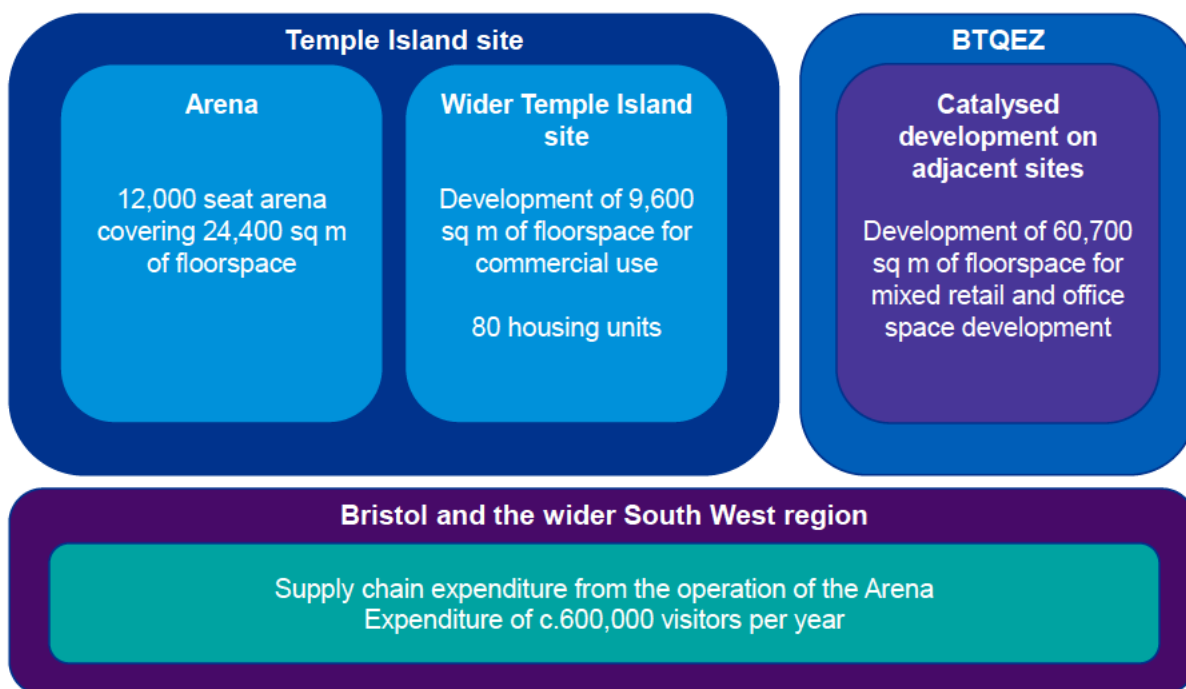 Temple Island site
Arena
12,000 seat arena
covering 24,400 sq m
of floorspace
Wider Temple Island
site
Development of 9,600
sq m of floorspace for
commercial use
80 housing units
BTQEZ
Catalysed
development on
adjacent sites
Development of 60,700
sq m of floorspace for
mixed retail and office
space development
Bristol and the wider South West region
Supply chain expenditure from the operation of the Arena
Expenditure of c.600,000 visitors per year